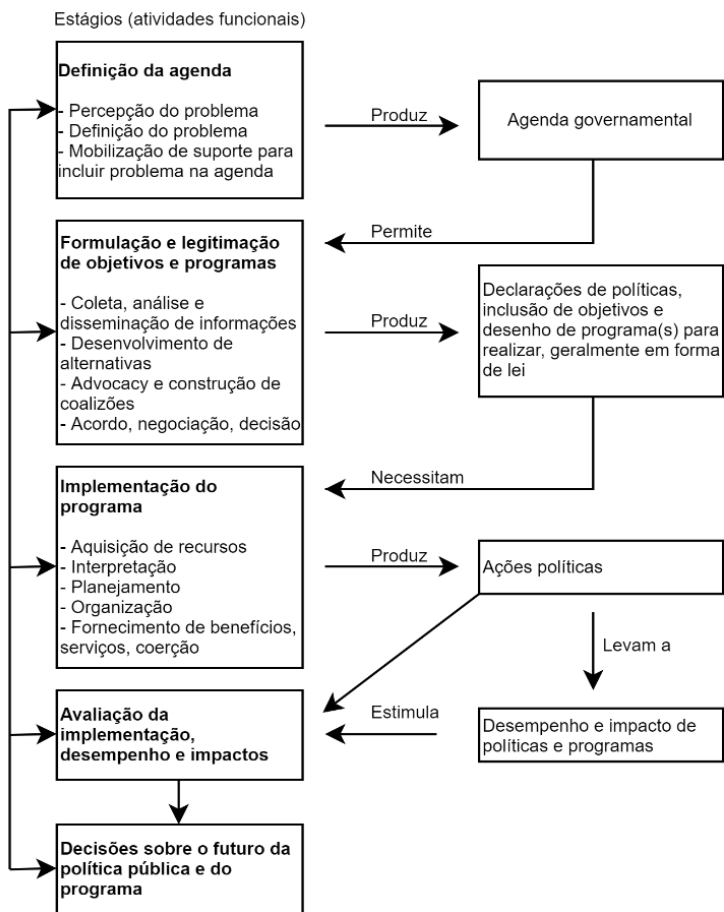 Estágios (atividades funcionais)
Definição da agenda
- Percepção do problema
- Definição do problema
- Mobilização de suporte para
incluir problema na agenda
Produz
Agenda governamental
Permite
Formulação e legitimação
de objetivos e programas
- Coleta, análise e
disseminação de informações
- Desenvolvimento de
alternativas
- Advocacy e construção de
coalizões
- Acordo, negociação, decisão
Produz
Declarações de políticas,
inclusão de objetivos e
desenho de programa(s) para
realizar, geralmente em forma
de lei
Necessitam
Implementação do
programa
- Aquisição de recursos
- Interpretação
- Planejamento
- Organização
- Fornecimento de benefícios,
serviços, coerção
Produz
Ações políticas
Levam a
Avaliação da
implementação,
desempenho e impactos
Estimula
Desempenho e impacto de
políticas e programas
Decisões sobre o futuro da
política pública e do
programa